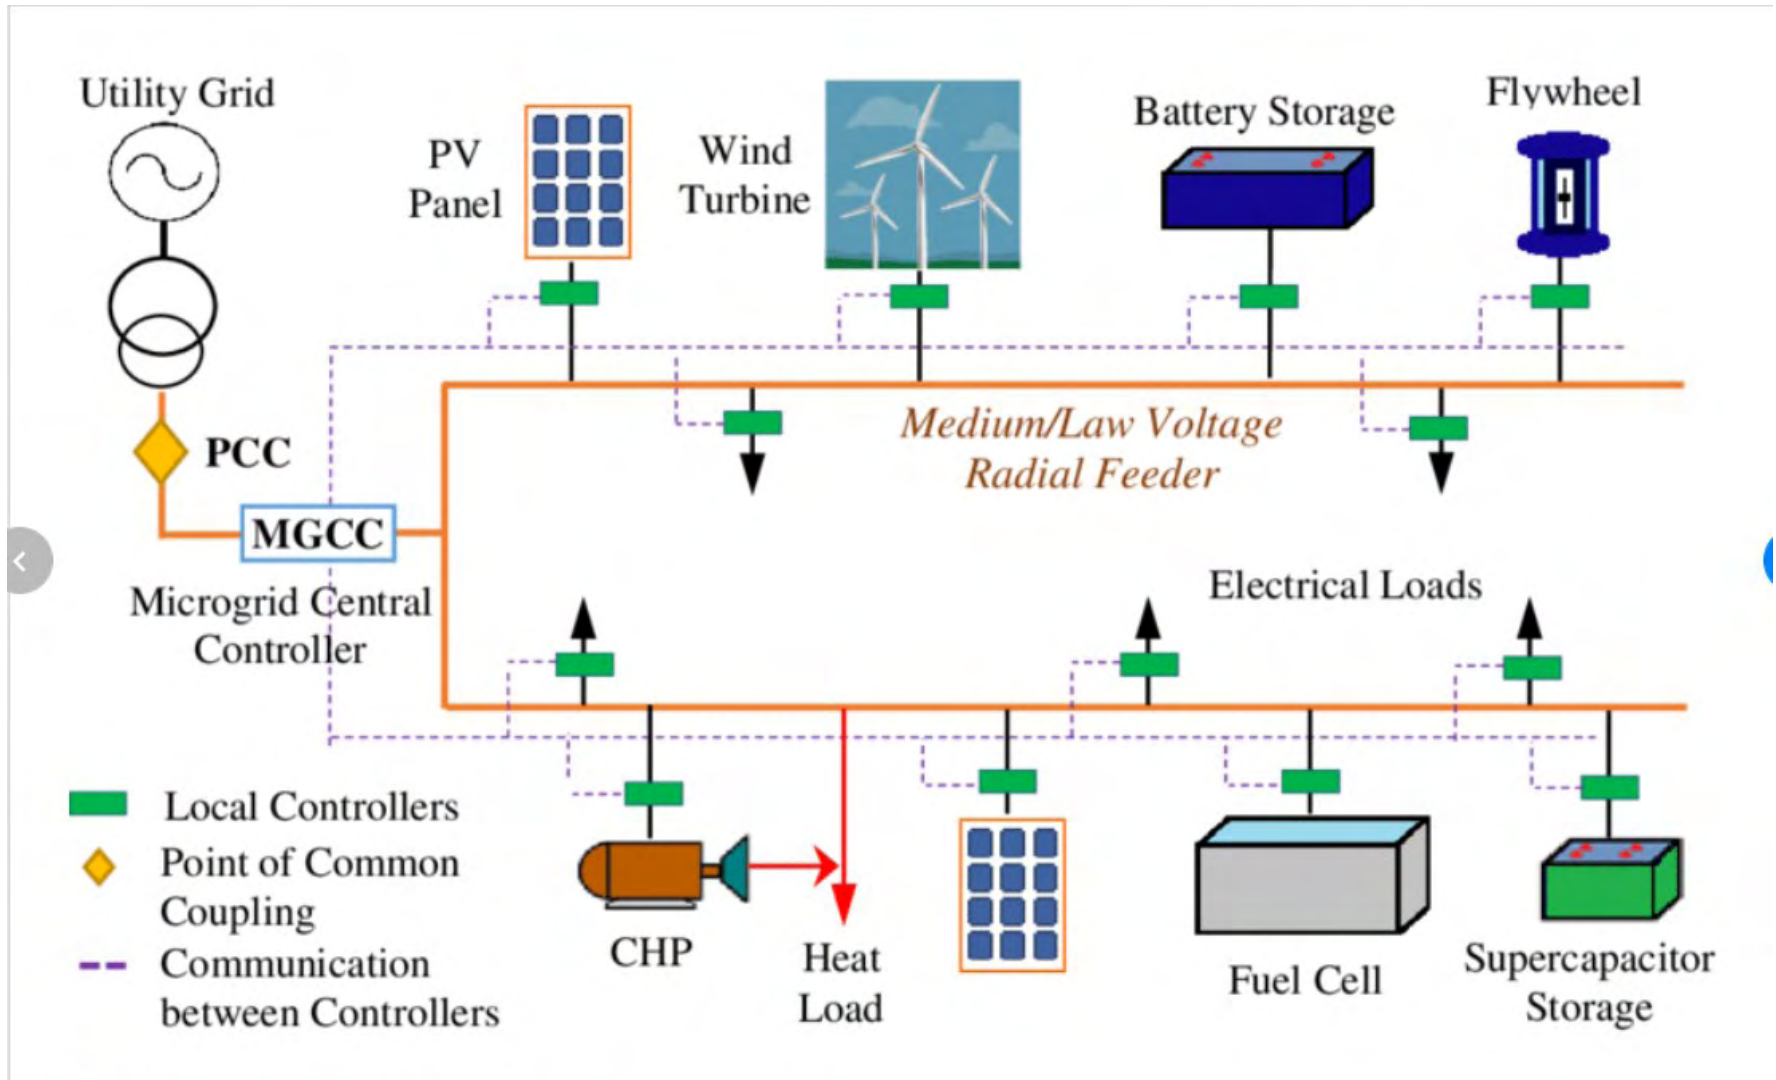 Utility Grid
PV
Panel
Wind
Turbine
Battery Storage
Flywheel
PCC
Medium/Law Voltage
Radial Feeder
MGCC
Microgrid Central
Controller
Electrical Loads
Local Controllers
Point of Common
Coupling
Communication
between Controllers
CHP
Heat
Load
Fuel Cell
Supercapacitor
Storage